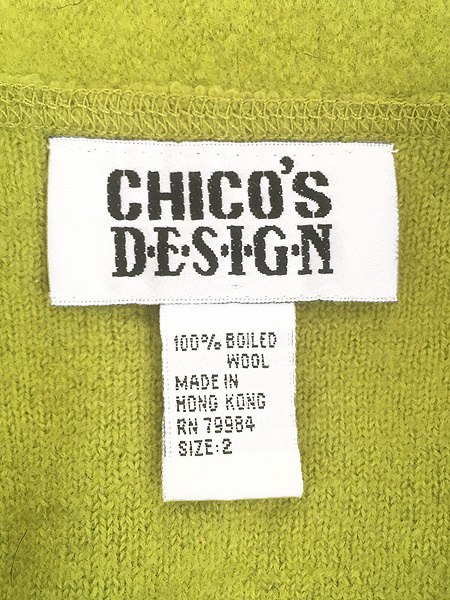 CHICO'S
D·E·S·I·G·N
100% BOILED
WOOL
MADE IN
HONG KONG
RN 79984
SIZE:2